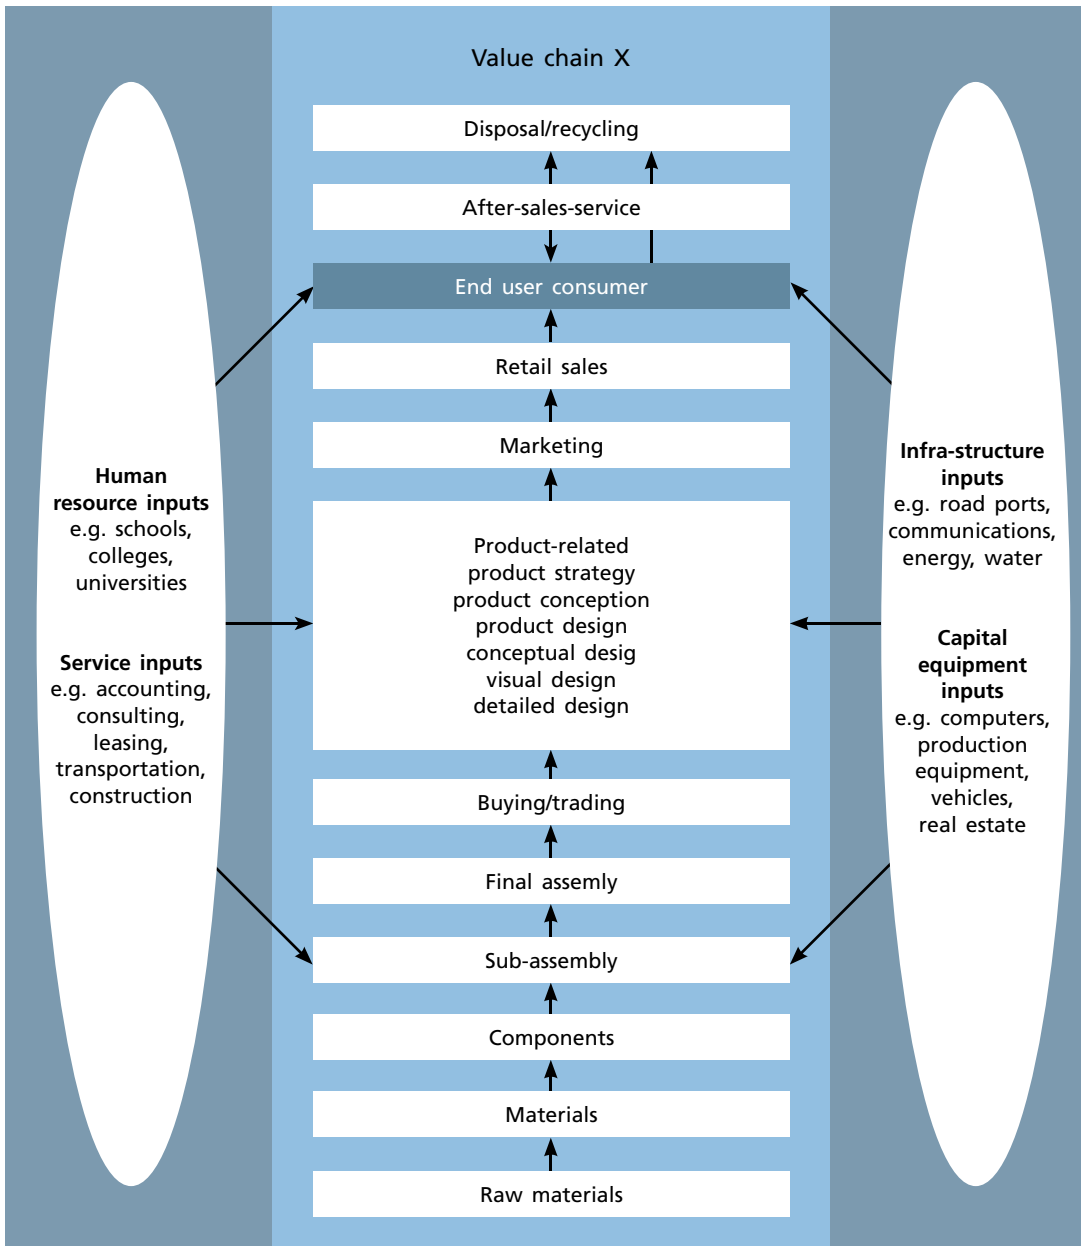 Value chain X
Disposal/recycling
After-sales-service
End user consumer
Retail sales
Marketing
Product-related
product strategy
product conception
product design
conceptual desig
visual design
detailed design
Buying/trading
Final assemly
Sub-assembly
Components
Materials
Raw materials
Human
resource inputs
e.g. schools,
colleges,
universities
Service inputs
e.g. accounting,
consulting,
leasing,
transportation,
construction
Infra-structure
inputs
e.g. road ports,
communications,
energy, water
Capital
equipment
inputs
e.g. computers,
production
equipment,
vehicles,
real estate